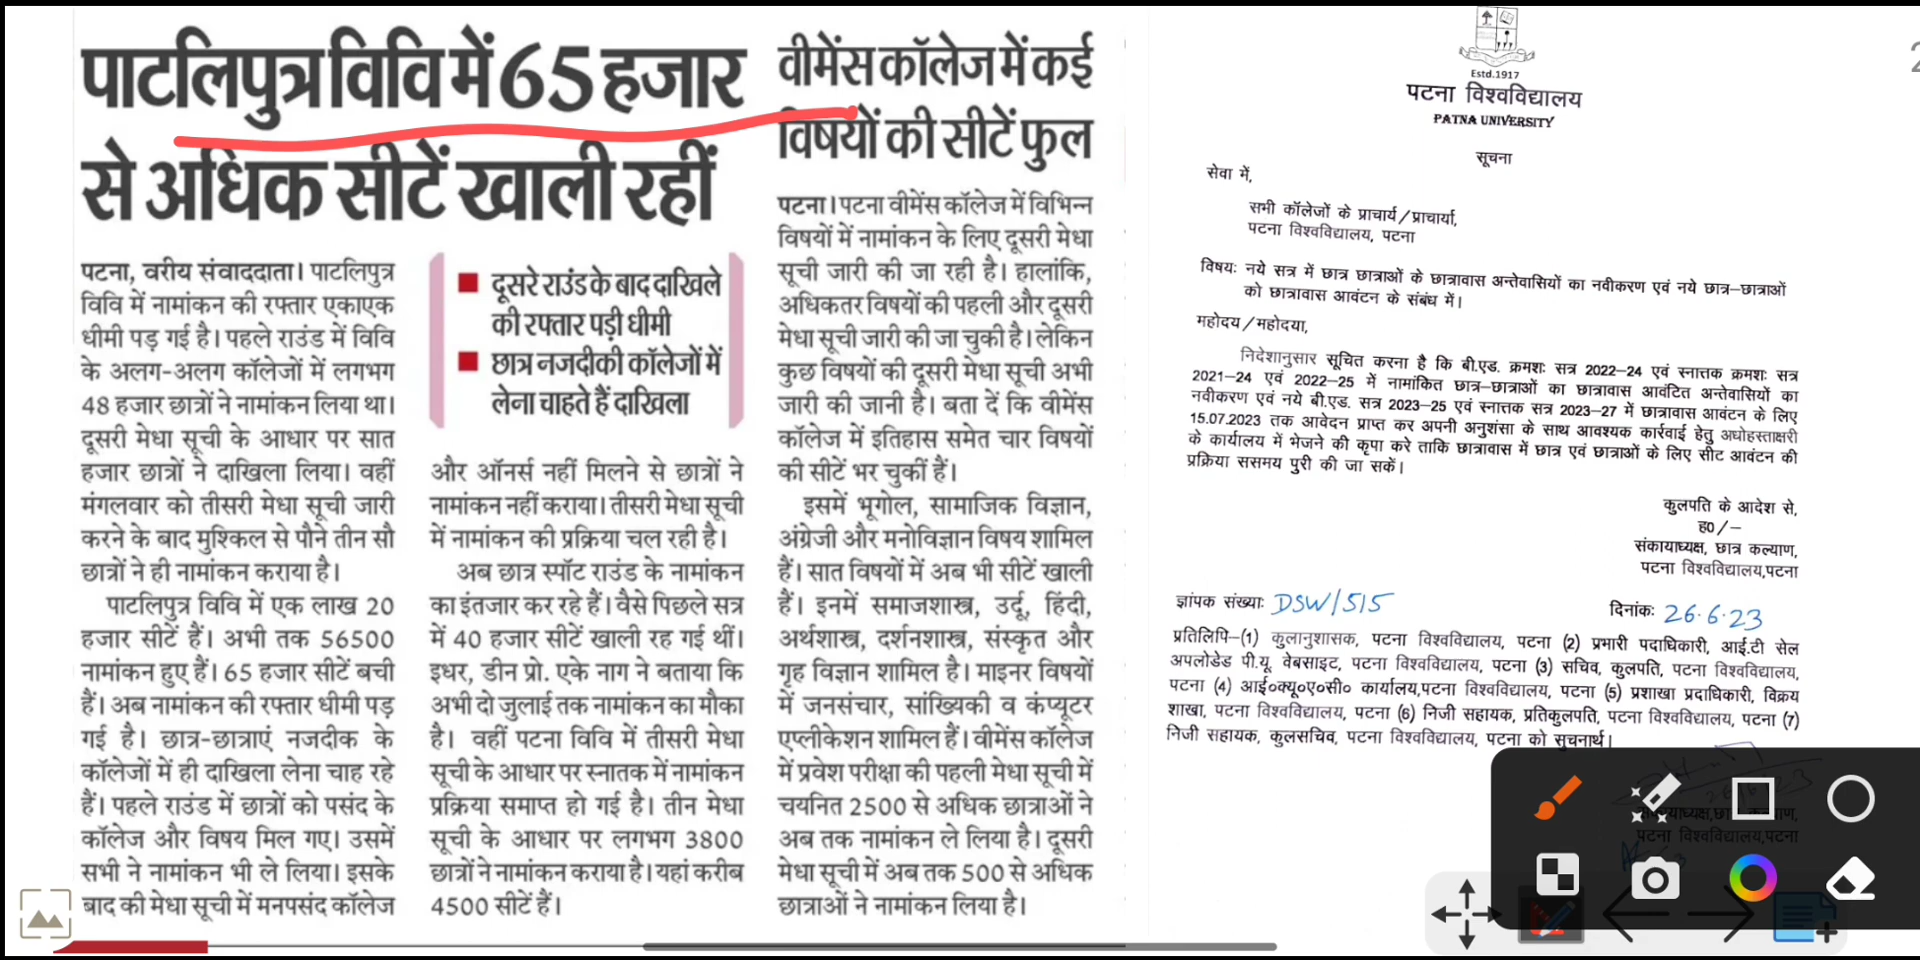 पाटलिपुत्र विवि में 65 हजार
से अधिक सीटें खाली रहीं
पटना, वरीय संवाददाता। पाटलिपुत्र
विवि में नामांकन की रफ्तार एकाएक
धीमी पड़ गई है। पहले राउंड में विवि
के अलग-अलग कॉलेजों में लगभग
48 हजार छात्रों ने नामांकन लिया था।
दूसरी मेधा सूची के आधार पर सात
हजार छात्रों ने दाखिला लिया। वहीं
मंगलवार को तीसरी मेधा सूची जारी
करने के बाद मुश्किल से पौने तीन सौ
छात्रों ने ही नामांकन कराया है।
पाटलिपुत्र विवि में एक लाख 20
हजार सीटें हैं। अभी तक 56500
नामांकन हुए हैं। 65 हजार सीटें बची
हैं। अब नामांकन की रफ्तार धीमी पड़
गई है। छात्र-छात्राएं नजदीक के
कॉलेजों में ही दाखिला लेना चाह रहे
हैं। पहले राउंड में छात्रों को पसंद के
कॉलेज और विषय मिल गए। उसमें
सभी ने नामांकन भी ले लिया। इसके
बाद की मेधा सूची में मनपसंद कॉलेज
दूसरे राउंड के बाद दाखिले
की रफ्तार पड़ी धीमी
छात्र नजदीकी कॉलेजों में
लेना चाहते हैं दाखिला
और ऑनर्स नहीं मिलने से छात्रों ने
नामांकन नहीं कराया। तीसरी मेधा सूची
में नामांकन की प्रक्रिया चल रही है।
अब छात्र स्पॉट राउंड के नामांकन
का इंतजार कर रहे हैं। वैसे पिछले सत्र
में 40 हजार सीटें खाली रह गई थीं।
इधर, डीन प्रो. एके नाग ने बताया कि
अभी दो जुलाई तक नामांकन का मौका
है। वहीं पटना विवि में तीसरी मेधा
सूची के आधार पर स्नातक में नामांकन
प्रक्रिया समाप्त हो गई है। तीन मेधा
सूची के आधार पर लगभग 3800
छात्रों ने नामांकन कराया है। यहां करीब
4500 सीटें हैं।
वीमेंस कॉलेज में कई
विषयों की सीटें फुल
पटना। पटना वीमेंस कॉलेज में विभिन्न
विषयों में नामांकन के लिए दूसरी मेधा
सूची जारी की जा रही है। हालांकि,
अधिकतर विषयों की पहली और दूसरी
मेधा सूची जारी की जा चुकी है। लेकिन
कुछ विषयों की दूसरी मेधा सूची अभी
जारी की जानी है। बता दें कि वीमेंस
कॉलेज में इतिहास समेत चार विषयों
की सीटें भर चुकीं हैं।
इसमें भूगोल, सामाजिक विज्ञान,
अंग्रेजी और मनोविज्ञान विषय शामिल
हैं। सात विषयों में अब भी सीटें खाली
हैं। इनमें समाजशास्त्र, उर्दू, हिंदी,
अर्थशास्त्र, दर्शनशास्त्र, संस्कृत और
गृह विज्ञान शामिल है। माइनर विषयों
में जनसंचार, सांख्यिकी व कंप्यूटर
एप्लीकेशन शामिल हैं। वीमेंस कॉलेज
में प्रवेश परीक्षा की पहली मेधा सूची में
चयनित 2500 से अधिक छात्राओं ने
अब तक नामांकन ले लिया है। दूसरी
मेधा सूची में अब तक 500 से अधिक
छात्राओं ने नामांकन लिया है।
Estd.1917
पटना विश्वविद्यालय
PATNA UNIVERSITY
सूचना
सेवा में,
सभी कॉलेजों के प्राचार्य/प्राचार्या,
पटना विश्वविद्यालय, पटना
विषयः नये सत्र में छात्र छात्राओं के छात्रावास अन्तेवासियों का नवीकरण एवं नये छात्र-छात्राओं
को छात्रावास आवंटन के संबंध में।
महोदय/महोदया,
निदेशानुसार सूचित करना है कि बी.एड. क्रमशः सत्र 2022-24 एवं स्नातक क्रमशः सत्र
2021-24 एवं 2022-25 में नामांकित छात्र-छात्राओं का छात्रावास आवंटित अन्तेवासियों का
नवीकरण एवं नये बी.एड. सत्र 2023-25 एवं स्नातक सत्र 2023-27 में छात्रावास आवंटन के लिए
15.07.2023 तक आवेदन प्राप्त कर अपनी अनुशंसा के साथ आवश्यक कार्रवाई हेतु अधोहस्ताक्षरी
के कार्यालय में भेजने की कृपा करे ताकि छात्रावास में छात्र एवं छात्राओं के लिए सीट आवंटन की
प्रक्रिया ससमय पुरी की जा सकें।
कुलपति के आदेश से,
ह0/-
संकायाध्यक्ष, छात्र कल्याण,
पटना विश्वविद्यालय,पटना
ज्ञांपक संख्याः DSW/515
दिनांकः 26.6.23
प्रतिलिपि-(1) कुलानुशासक, पटना विश्वविद्यालय, पटना (2) प्रभारी पदाधिकारी, आई.टी सेल
अपलोडेड पी.यू. वेबसाइट, पटना विश्वविद्यालय, पटना (3) सचिव, कुलपति, पटना विश्वविद्यालय,
पटना (4) आई०क्यू०ए०सी० कार्यालय,पटना विश्वविद्यालय, पटना (5) प्रशाखा प्रदाधिकारी, विक्रय
शाखा, पटना विश्वविद्यालय, पटना (6) निजी सहायक, प्रतिकुलपति, पटना विश्वविद्यालय, पटना (7)
निजी सहायक, कुलसचिव, पटना विश्वविद्यालय, पटना को सुचनार्थ।
पटना विश्वविद्यालय,पटना